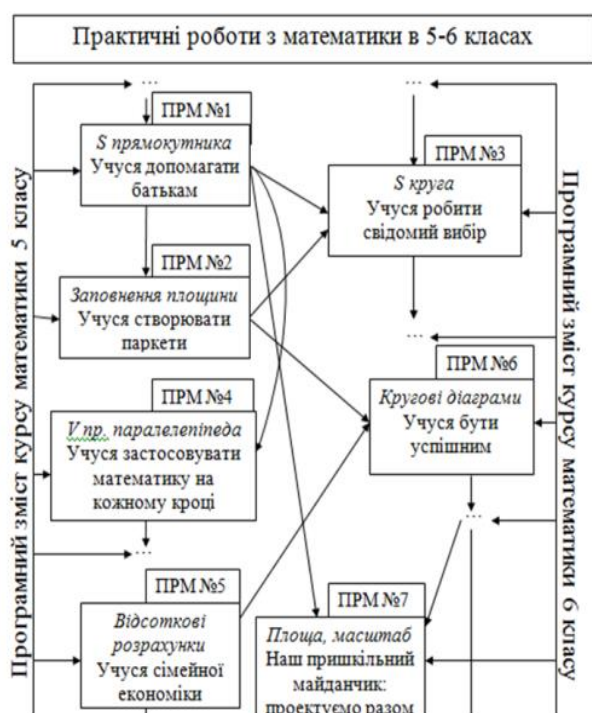 Практичні роботи з математики в 5-6 класах
...
...
ПРМ №1
S прямокутника
Учуся допомагати
батькам
ПРМ №3
S круга
Учуся робити
свідомий вибір
ПРМ №2
Заповнення площини
Учуся створювати
паркети
...
ПРМ №6
Кругові діаграми
Учуся бути
успішним
ПРМ №4
V пр. паралелепіпеда
Учуся застосовувати
математику на
кожному кроці
...
...
ПРМ №5
Відсоткові
розрахунки
Учуся сімейної
економіки
ПРМ №7
Площа, масштаб
Наш пришкільний
майданчик:
проектуємо разом
Програмний зміст курсу математики 5 класу
Програмний зміст курсу математики 6 класу